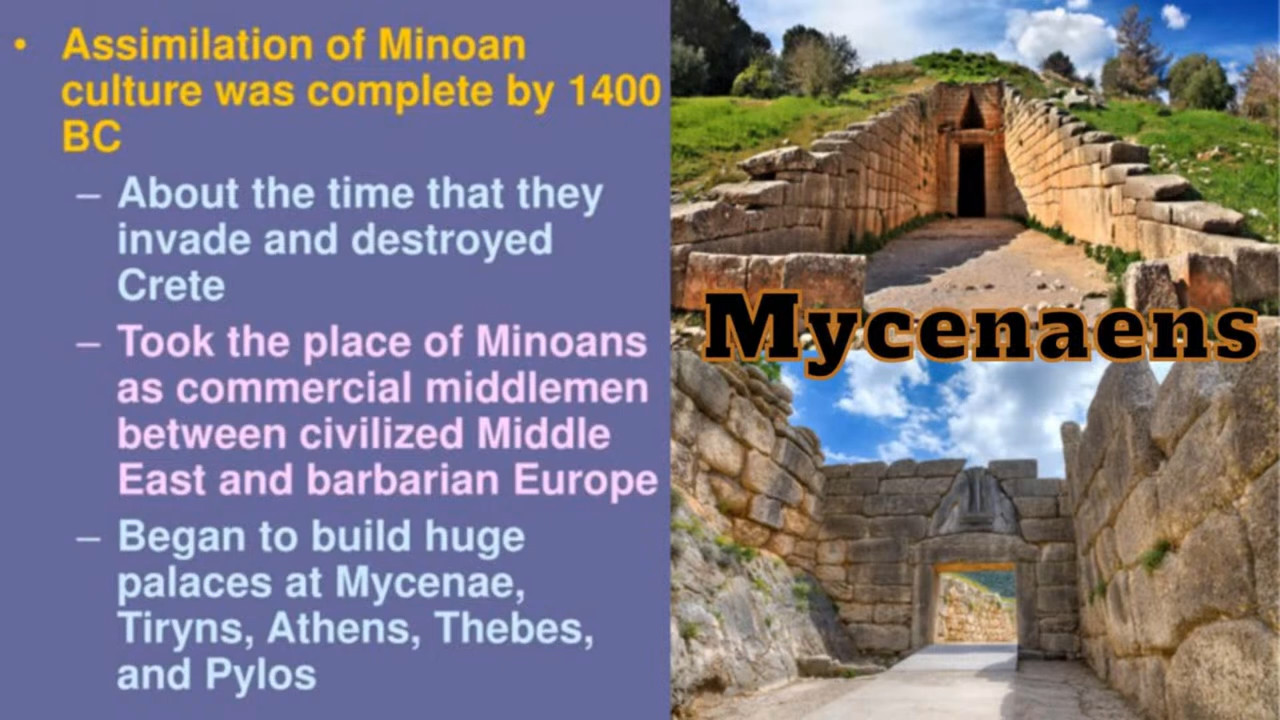 • Assimilation of Minoan
culture was complete by 1400
BC
– About the time that they
invade and destroyed
Crete
– Took the place of Minoans
as commercial middlemen
between civilized Middle
East and barbarian Europe
– Began to build huge
palaces at Mycenae,
Tiryns, Athens, Thebes,
and Pylos
Mycenaens